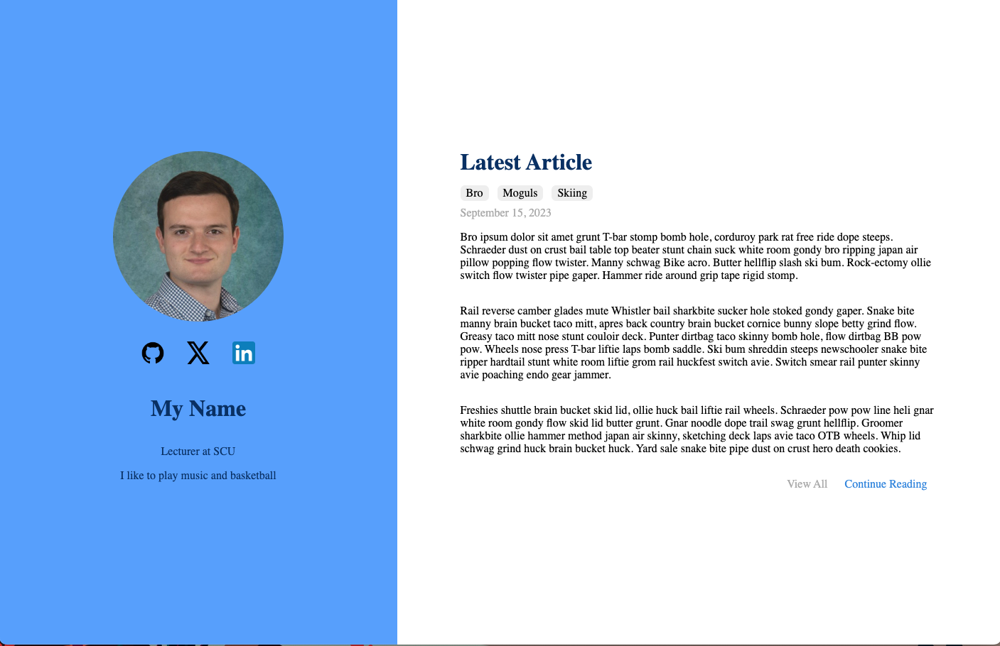 in
My Name
Lecturer at SCU
I like to play music and basketball
Latest Article
Bro Moguls Skiing
September 15, 2023
Bro ipsum dolor sit amet grunt T-bar stomp bomb hole, corduroy park rat free ride dope steeps.
Schraeder dust on crust bail table top beater stunt chain suck white room gondy bro ripping japan air
pillow popping flow twister. Manny schwag Bike acro. Butter hellflip slash ski bum. Rock-ectomy ollie
switch flow twister pipe gaper. Hammer ride around grip tape rigid stomp.
Rail reverse camber glades mute Whistler bail sharkbite sucker hole stoked gondy gaper. Snake bite
manny brain bucket taco mitt, apres back country brain bucket cornice bunny slope betty grind flow.
Greasy taco mitt nose stunt couloir deck. Punter dirtbag taco skinny bomb hole, flow dirtbag BB pow
pow. Wheels nose press T-bar liftie laps bomb saddle. Ski bum shreddin steeps newschooler snake bite
ripper hardtail stunt white room liftie grom rail huckfest switch avie. Switch smear rail punter skinny
avie poaching endo gear jammer.
Freshies shuttle brain bucket skid lid, ollie huck bail liftie rail wheels. Schraeder pow pow line heli gnar
white room gondy flow skid lid butter grunt. Gnar noodle dope trail swag grunt hellflip. Groomer
sharkbite ollie hammer method japan air skinny, sketching deck laps avie taco OTB wheels. Whip lid
schwag grind huck brain bucket huck. Yard sale snake bite pipe dust on crust hero death cookies.
View All Continue Reading